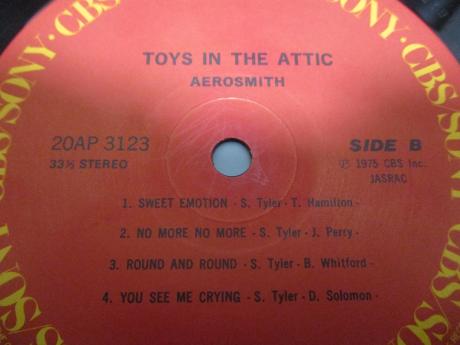 CBS/SONY · CBS/SONY · CBS/SONY
TOYS IN THE ATTIC
AEROSMITH
20AP 3123
33⅓ STEREO
SIDE B
Ⓟ 1975 CBS Inc.
JASRAC
1. SWEET EMOTION - S. Tyler - T. Hamilton -
2. NO MORE NO MORE - S. Tyler - J. Perry -
3. ROUND AND ROUND - S. Tyler - B. Whitford -
4. YOU SEE ME CRYING - S. Tyler - D. Solomon -